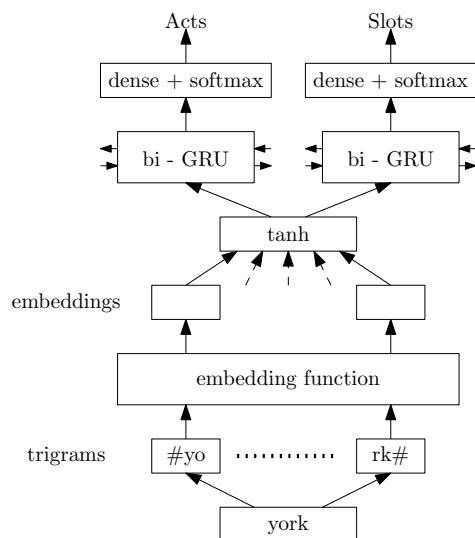 Acts Slots
dense + softmax dense + softmax
bi - GRU bi - GRU
tanh
embeddings
embedding function
trigrams #yo rk#
york